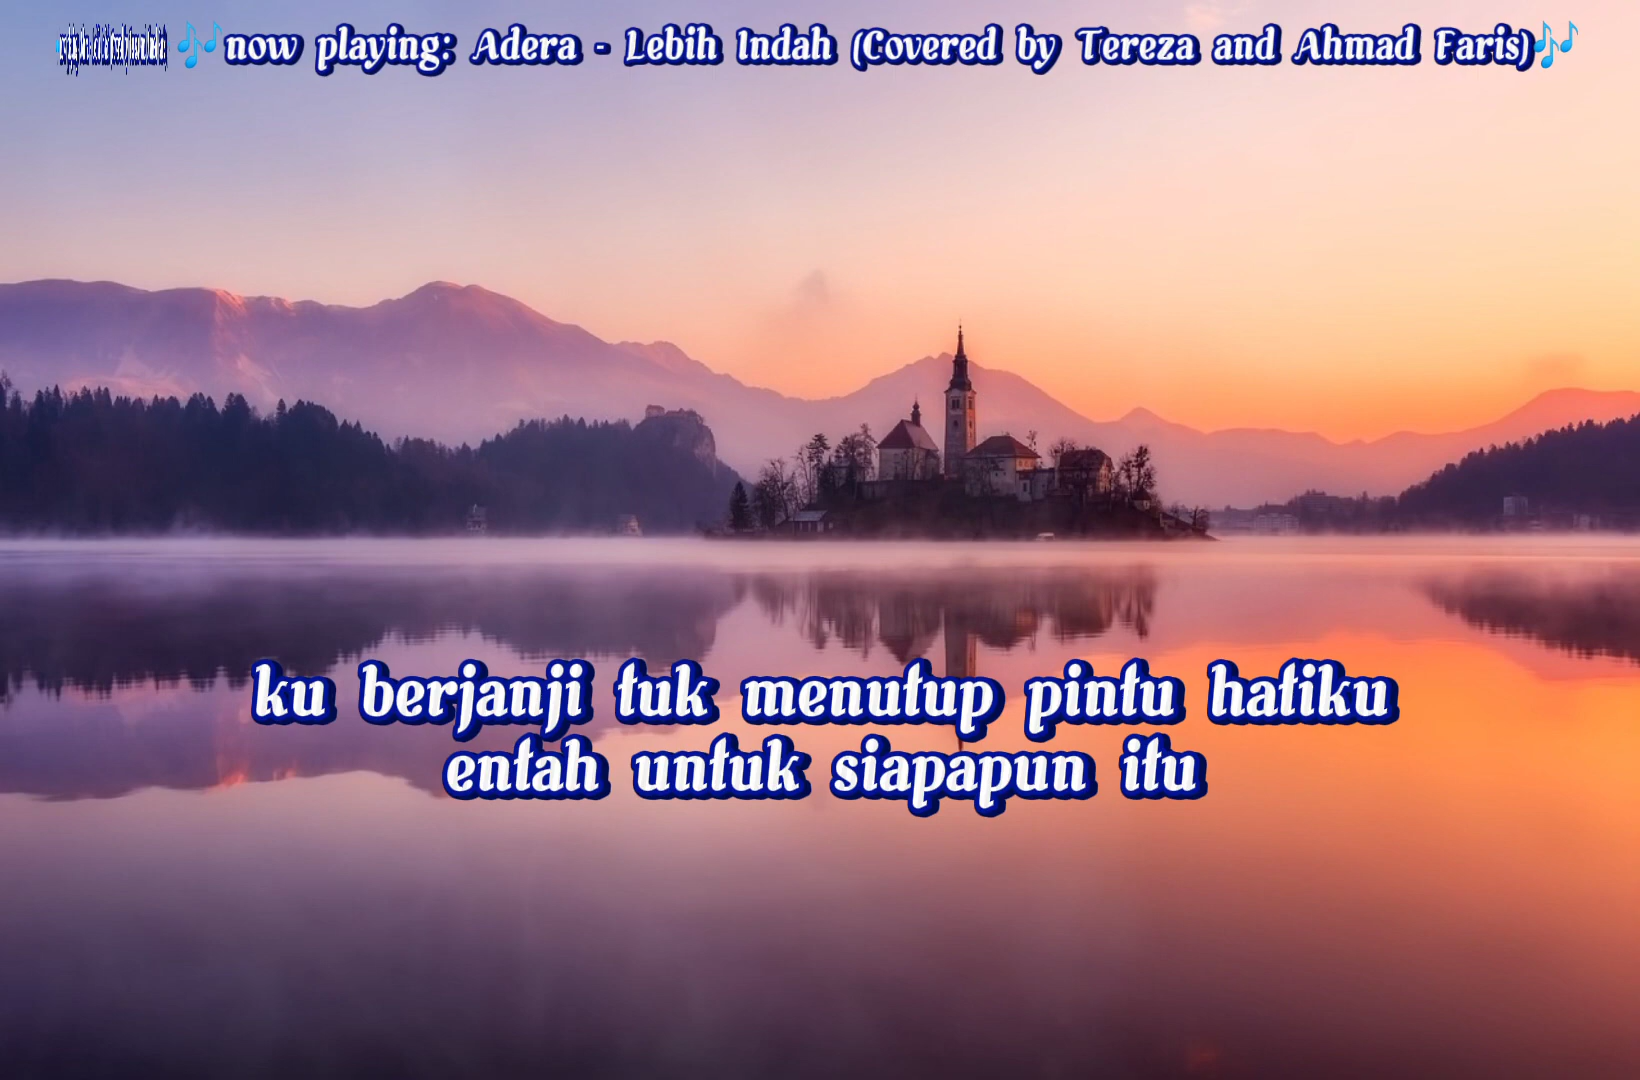 🎶now playing: Adera - Lebih Indah (Covered by Tereza and Ahmad Faris)🎶
ku berjanji tuk menutup pintu hatiku
entah untuk siapapun itu